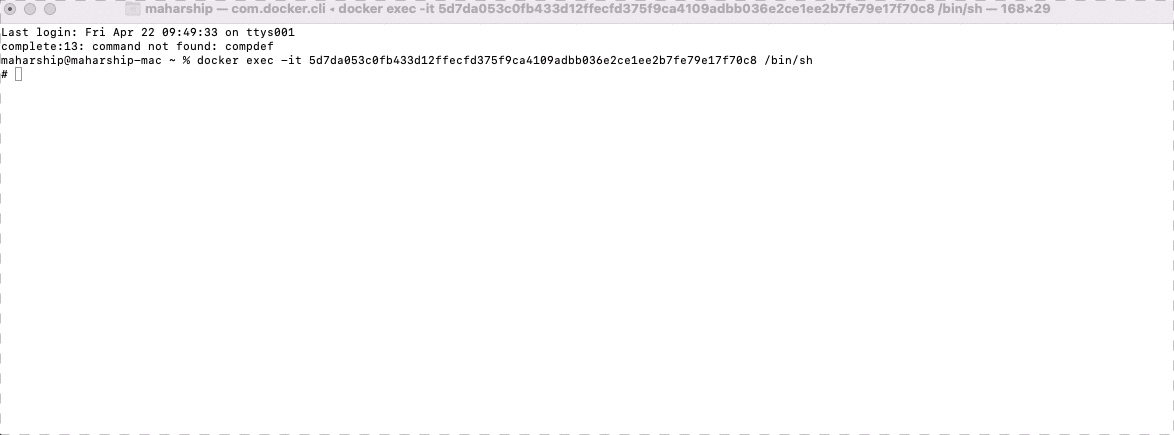 maharship — com.docker.cli ◂ docker exec -it 5d7da053c0fb433d12ffecfd375f9ca4109adbb036e2ce1ee2b7fe79e17f70c8 /bin/sh — 168×29
Last login: Fri Apr 22 09:49:33 on ttys001
complete:13: command not found: compdef
maharship@maharship-mac ~ % docker exec -it 5d7da053c0fb433d12ffecfd375f9ca4109adbb036e2ce1ee2b7fe79e17f70c8 /bin/sh
#